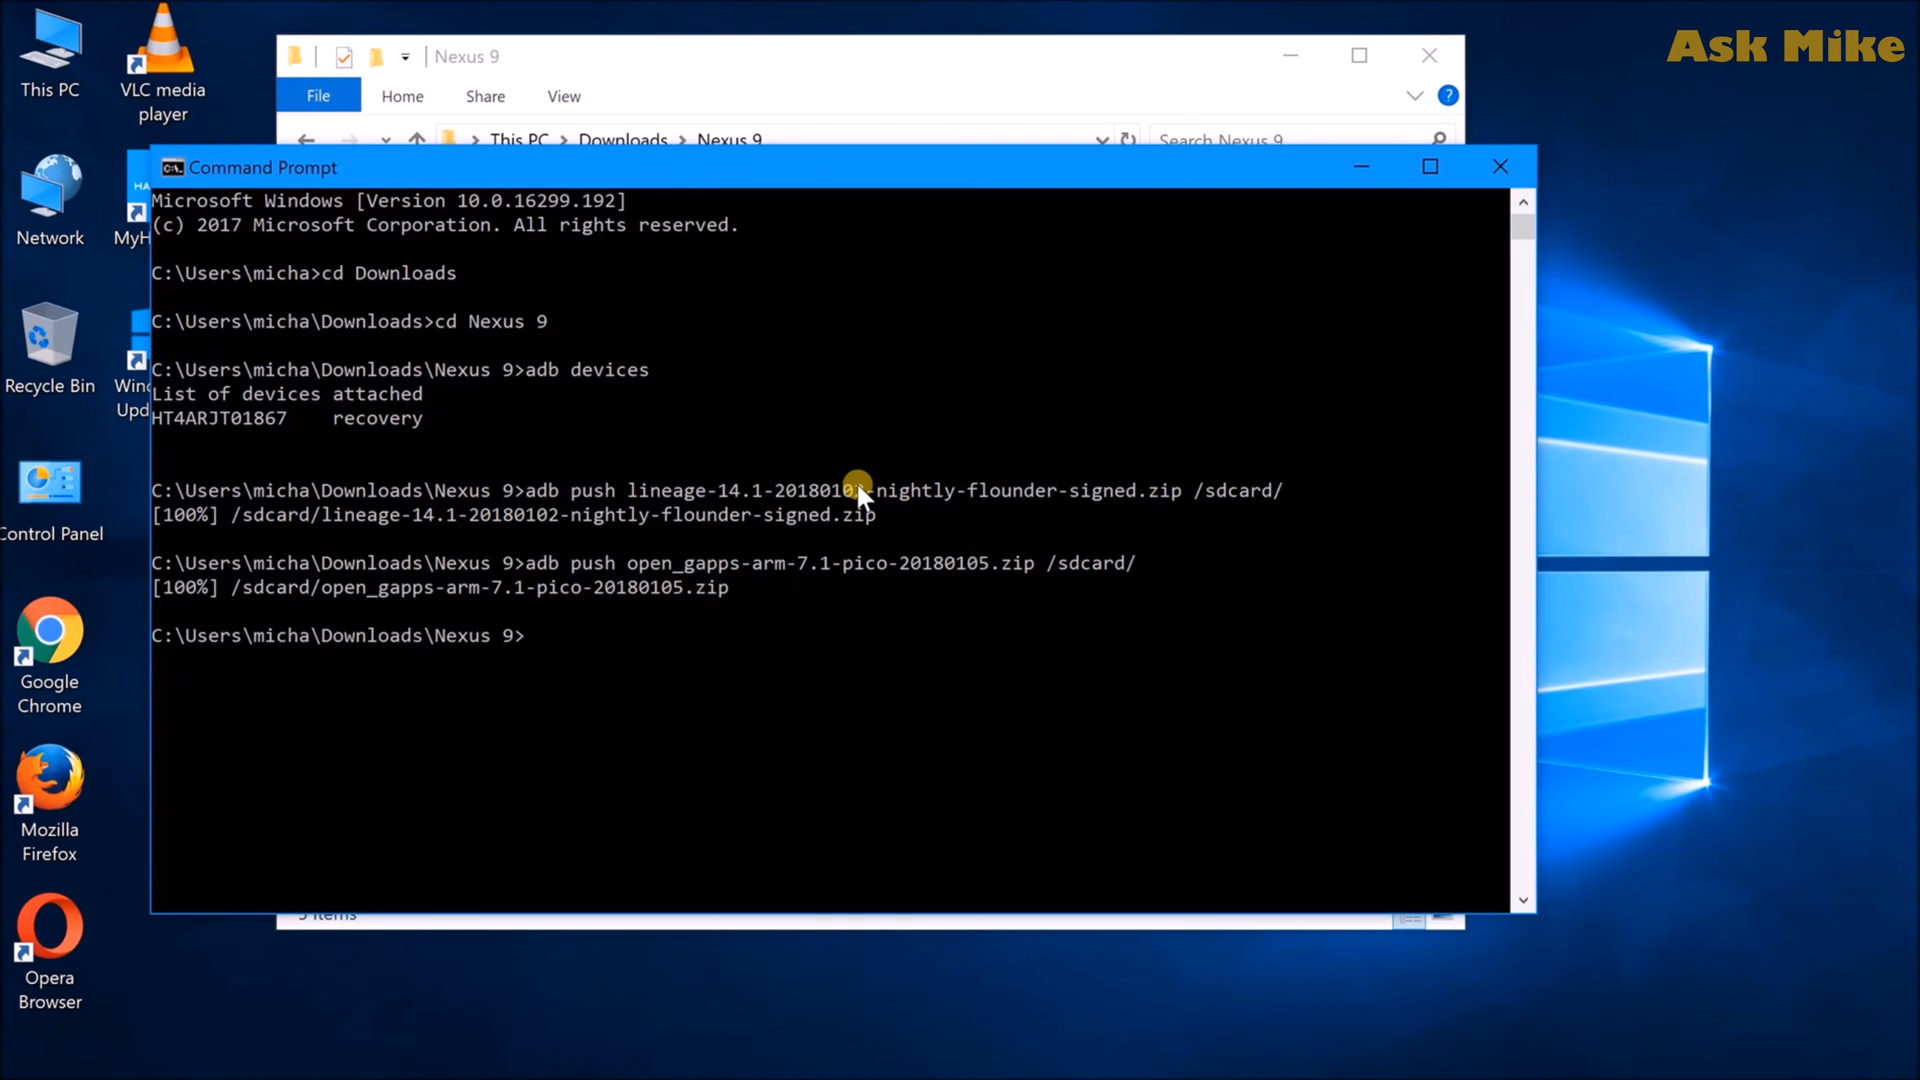 Ask Mike
This PC
VLC media
player
Network
MyH
Recycle Bin
Wind
Upd
Control Panel
Google
Chrome
Mozilla
Firefox
Opera
Browser
Nexus 9
File
Home
Share
View
This PC > Downloads > Nexus 9
Search Nexus 9
Command Prompt
Microsoft Windows [Version 10.0.16299.192]
(c) 2017 Microsoft Corporation. All rights reserved.
C:\Users\micha>cd Downloads
C:\Users\micha\Downloads>cd Nexus 9
C:\Users\micha\Downloads\Nexus 9>adb devices
List of devices attached
HT4ARJT01867 recovery
C:\Users\micha\Downloads\Nexus 9>adb push lineage-14.1-20180102-nightly-flounder-signed.zip /sdcard/
[100%] /sdcard/lineage-14.1-20180102-nightly-flounder-signed.zip
C:\Users\micha\Downloads\Nexus 9>adb push open_gapps-arm-7.1-pico-20180105.zip /sdcard/
[100%] /sdcard/open_gapps-arm-7.1-pico-20180105.zip
C:\Users\micha\Downloads\Nexus 9>
5 items